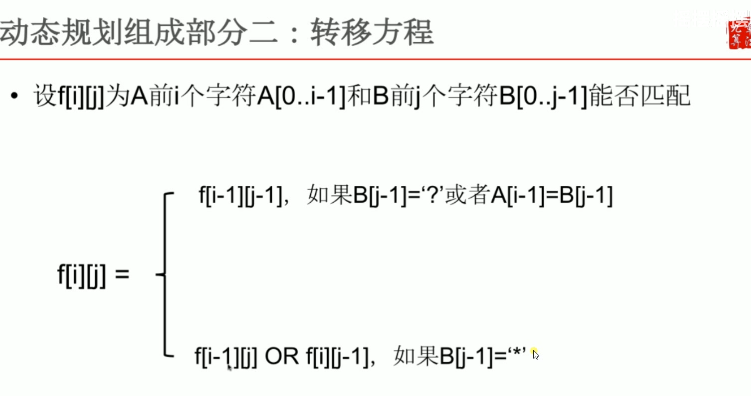 动态规划组成部分二：转移方程
• 设f[i][j]为A前i个字符A[0..i-1]和B前j个字符B[0..j-1]能否匹配
f[i-1][j-1]，如果B[j-1]=‘?’或者A[i-1]=B[j-1]
f[i][j] =
f[i-1][j] OR f[i][j-1]，如果B[j-1]=‘*’